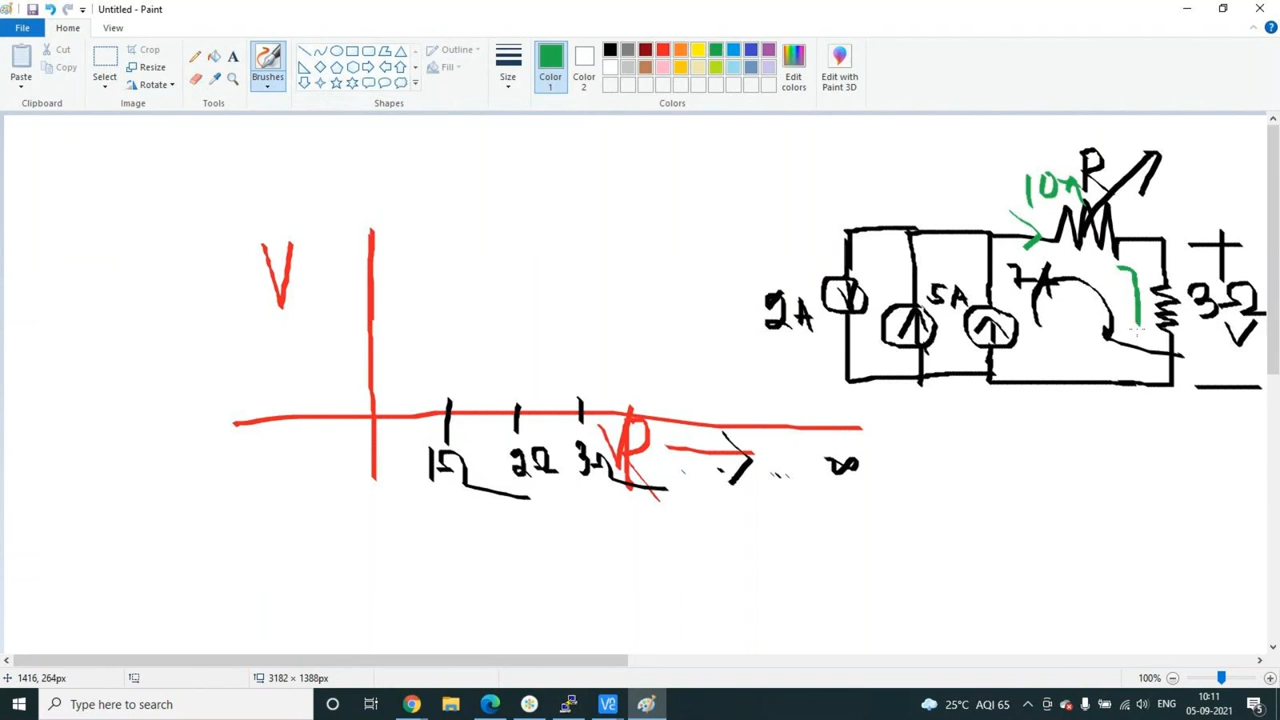 Untitled - Paint
File
Home
View
Paste
Cut
Copy
Clipboard
Select
Crop
Resize
Rotate
Image
Tools
Brushes
Outline
Fill
Shapes
Size
Color
1
Color
2
Edit
colors
Edit with
Paint 3D
Colors
R
10A
V
2A
5A
7A
3Ω
V
1Ω
2Ω
3Ω
R
... ∞
1416, 264px
3182 × 1388px
100%
Type here to search
25°C AQI 65
ENG
10:11
05-09-2021
5